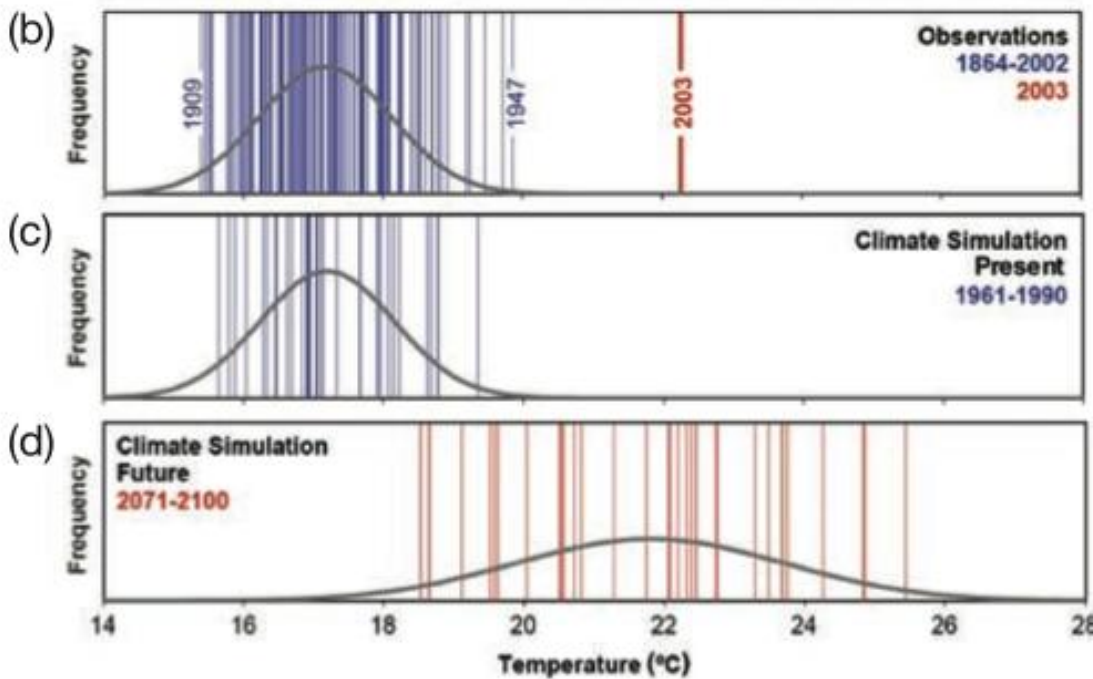 (b)
Frequency
1909
1947
2003
Observations
1864-2002
2003
(c)
Frequency
Climate Simulation
Present
1961-1990
(d)
Frequency
Climate Simulation
Future
2071-2100
14 16 18 20 22 24 26 28
Temperature (ºC)